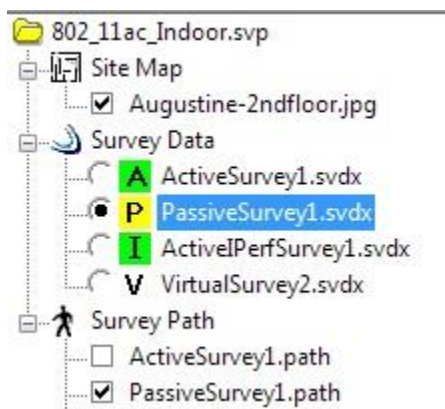 802_11ac_Indoor.svp
Site Map
Augustine-2ndfloor.jpg
Survey Data
A ActiveSurvey1.svdx
P PassiveSurvey1.svdx
I ActiveIPerfSurvey1.svdx
V VirtualSurvey2.svdx
Survey Path
ActiveSurvey1.path
PassiveSurvey1.path